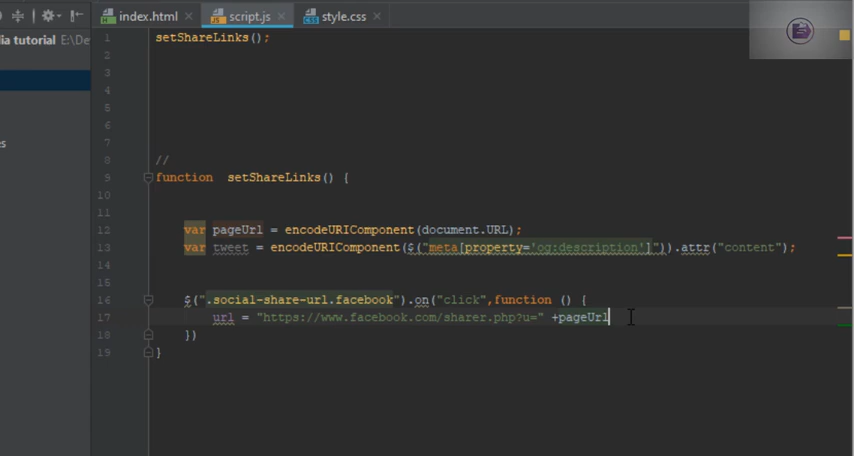 index.html
script.js
style.css
ia tutorial E:\De
1 setShareLinks();
2
3
4
5
6
7
8 //
9 function setShareLinks() {
10
11
12 var pageUrl = encodeURIComponent(document.URL);
13 var tweet = encodeURIComponent($("meta[property='og:description']")).attr("content");
14
15
16 $(".social-share-url.facebook").on("click",function () {
17 url = "https://www.facebook.com/sharer.php?u=" +pageUrl
18 })
19 }
es